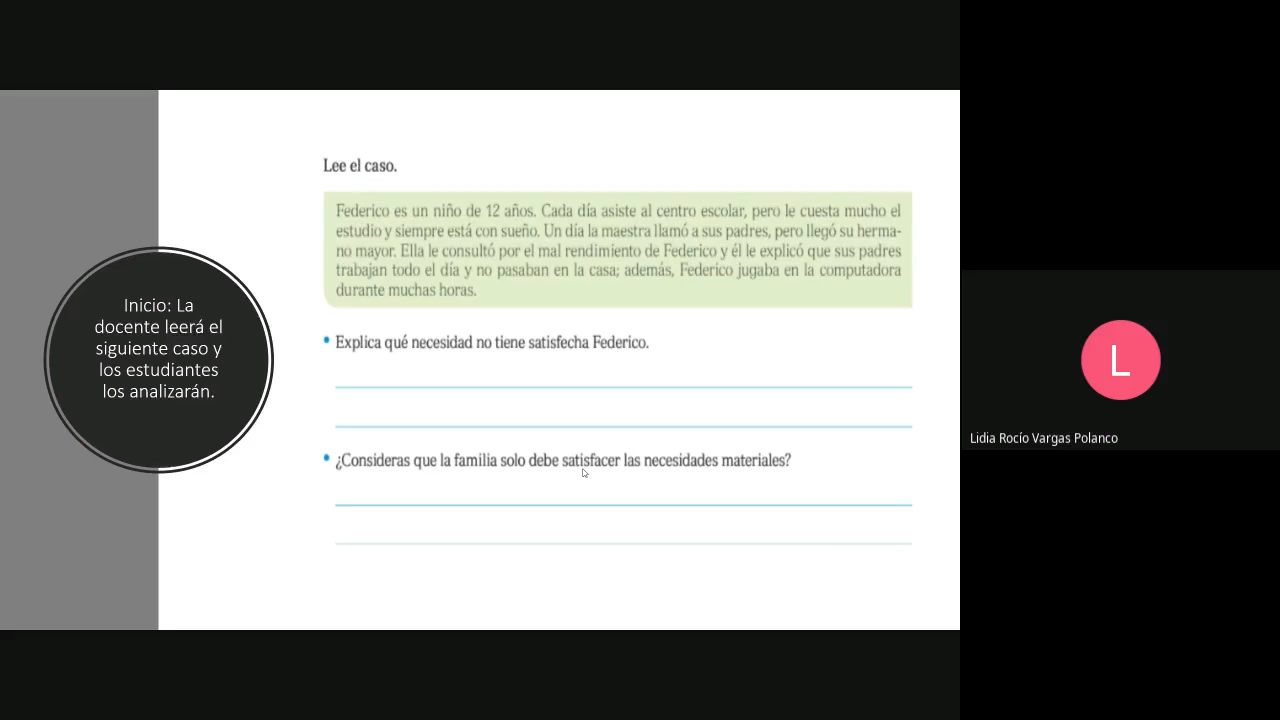 Lee el caso.
Federico es un niño de 12 años. Cada día asiste al centro escolar, pero le cuesta mucho el
estudio y siempre está con sueño. Un día la maestra llamó a sus padres, pero llegó su herma-
no mayor. Ella le consultó por el mal rendimiento de Federico y él le explicó que sus padres
trabajan todo el día y no pasaban en la casa; además, Federico jugaba en la computadora
durante muchas horas.
Inicio: La
docente leerá el
siguiente caso y
los estudiantes
los analizarán.
• Explica qué necesidad no tiene satisfecha Federico.
• ¿Consideras que la familia solo debe satisfacer las necesidades materiales?
L
Lidia Rocío Vargas Polanco